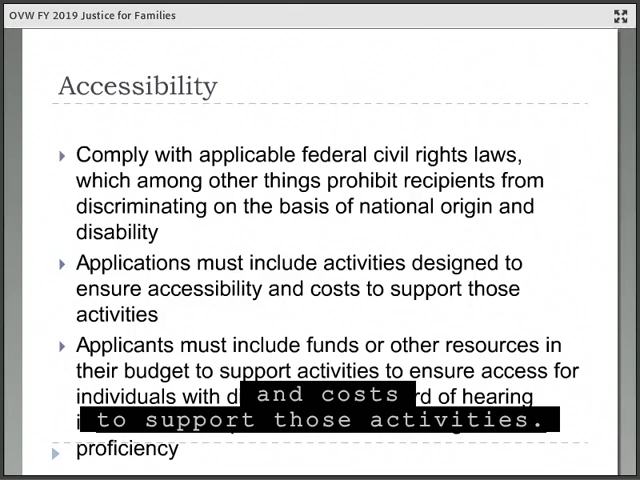 OVW FY 2019 Justice for Families
Accessibility
Comply with applicable federal civil rights laws,
which among other things prohibit recipients from
discriminating on the basis of national origin and
disability
Applications must include activities designed to
ensure accessibility and costs to support those
activities
Applicants must include funds or other resources in
their budget to support activities to ensure access for
individuals with of hearing
and costs
to support those activities.
proficiency